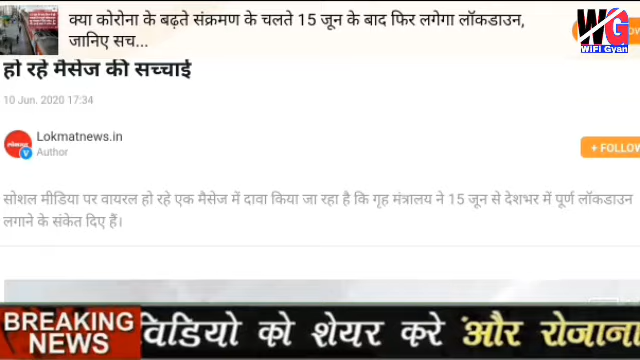 क्या कोरोना के बढ़ते संक्रमण के चलते 15 जून के बाद फिर लगेगा लॉकडाउन,
जानिए सच...
WG
WIFI Gyan
हो रहे मैसेज की सच्चाई
10 Jun. 2020 17:34
Lokmatnews.in
Author
+ FOLLOW
सोशल मीडिया पर वायरल हो रहे एक मैसेज में दावा किया जा रहा है कि गृह मंत्रालय ने 15 जून से देशभर में पूर्ण लॉकडाउन
लगाने के संकेत दिए हैं।
BREAKING
NEWS
विडियो को शेयर करे और रोजाना